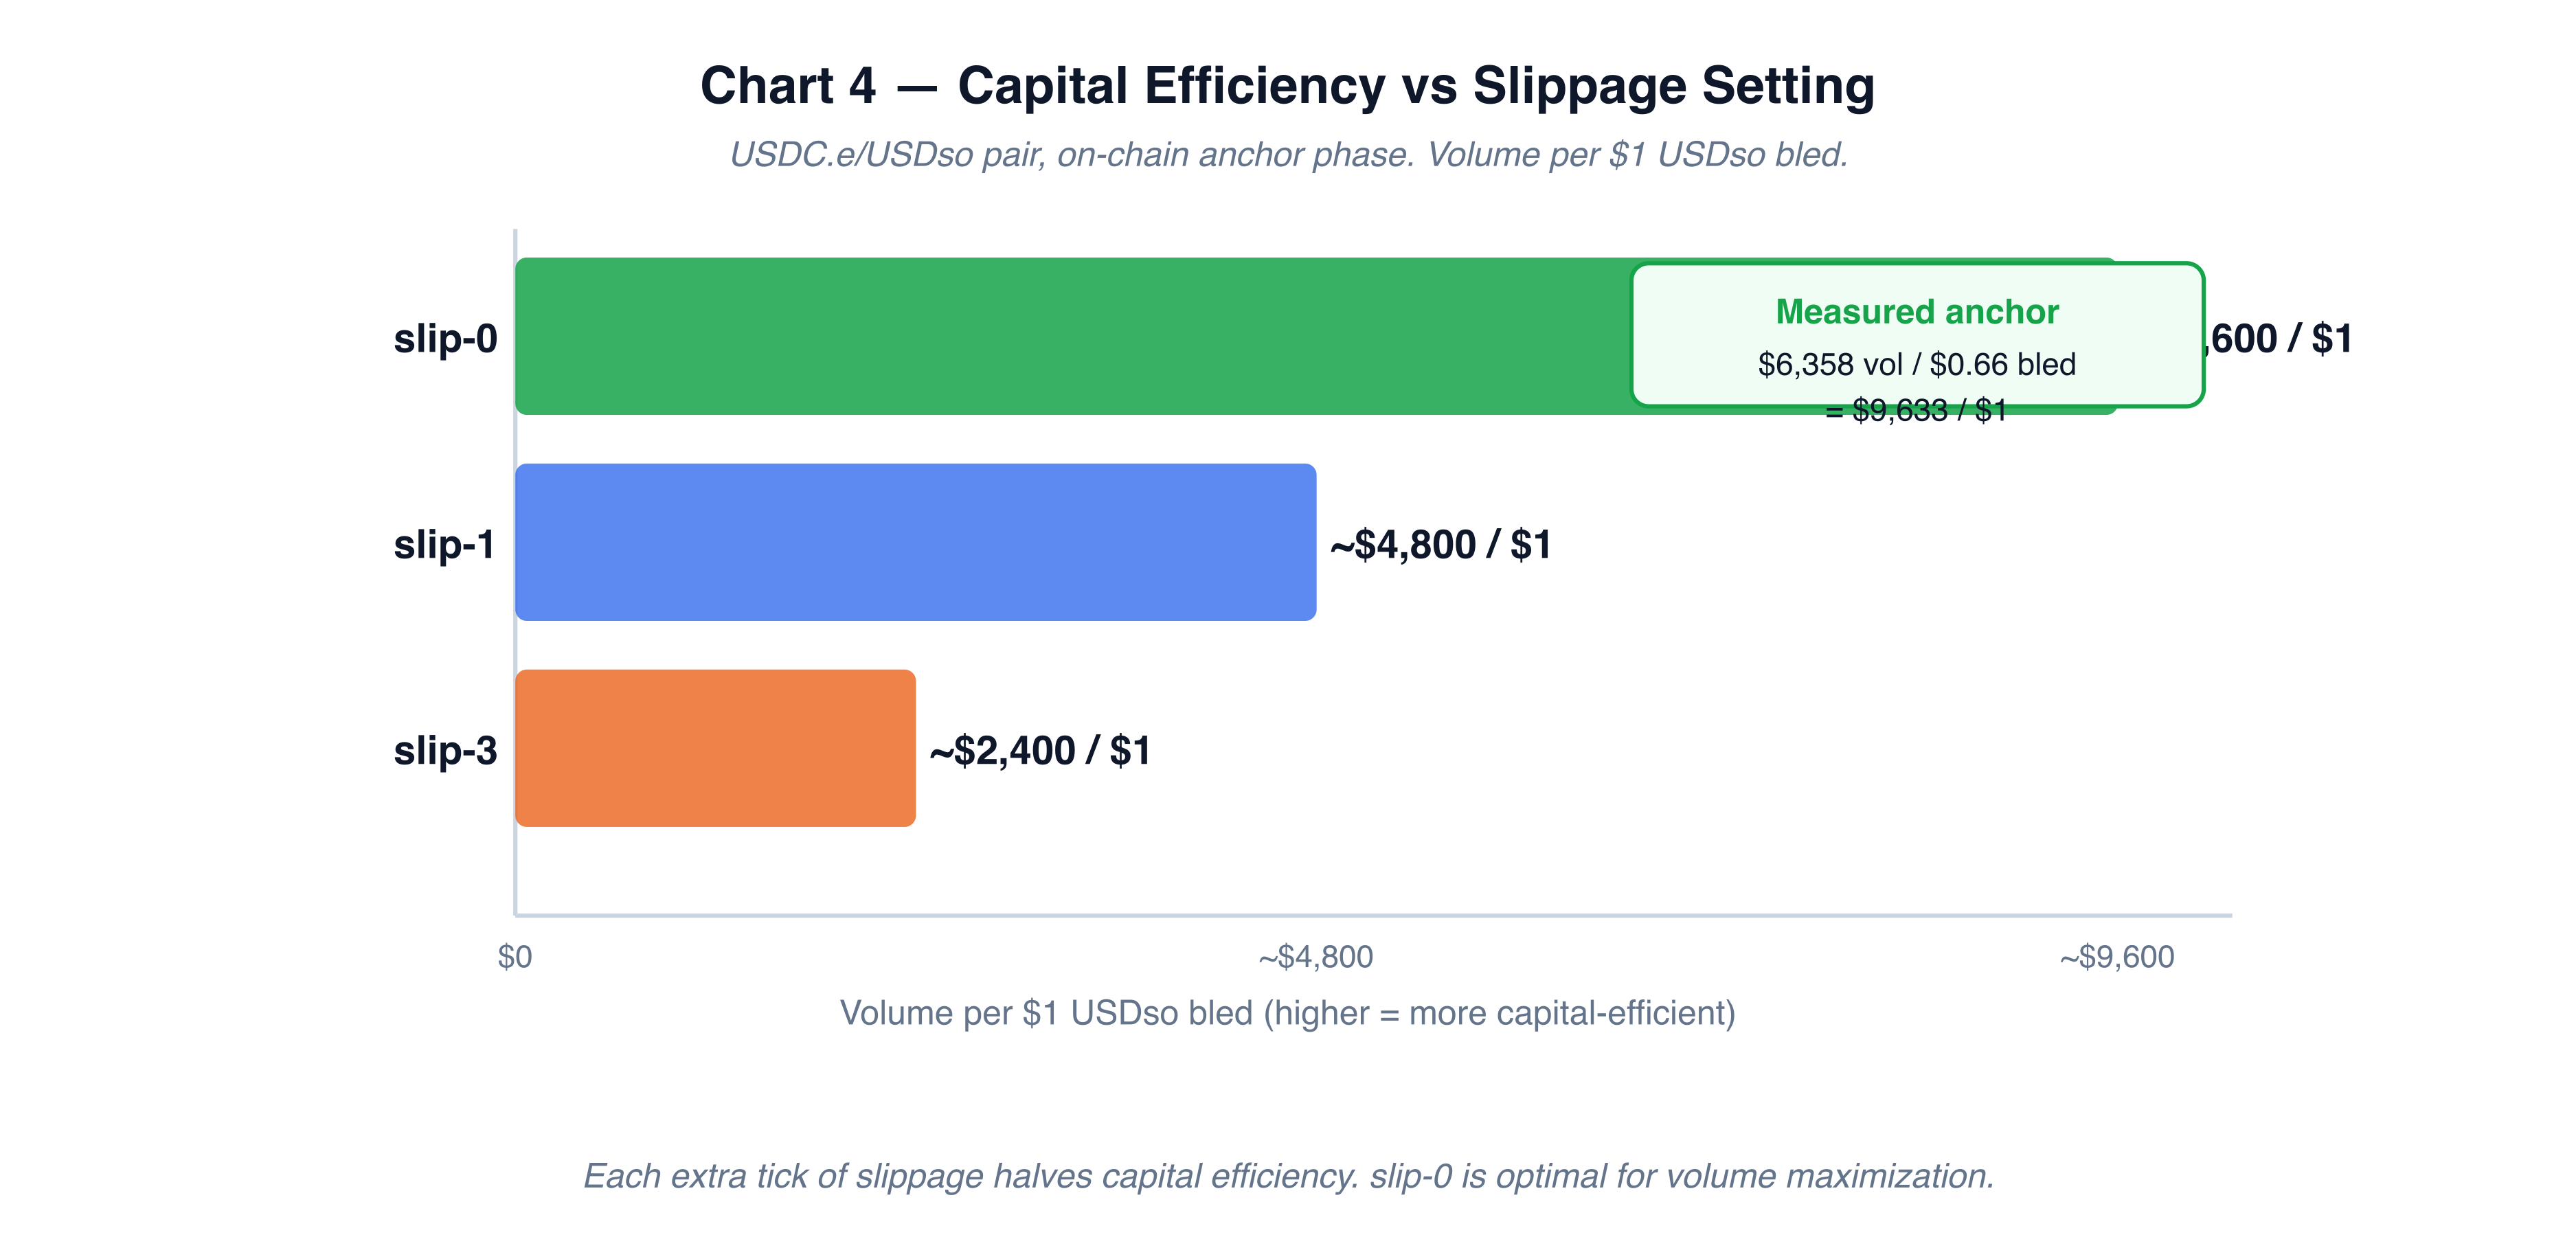 Chart 4 — Capital Efficiency vs Slippage Setting
USDC.e/USDso pair, on-chain anchor phase. Volume per $1 USDso bled.
Measured anchor
slip-0
,600 / $1
$6,358 vol / $0.66 bled
= $9,633 / $1
slip-1
~$4,800 / $1
slip-3
~$2,400 / $1
$0
~$4,800
~$9,600
Volume per $1 USDso bled (higher = more capital-efficient)
Each extra tick of slippage halves capital efficiency. slip-0 is optimal for volume maximization.